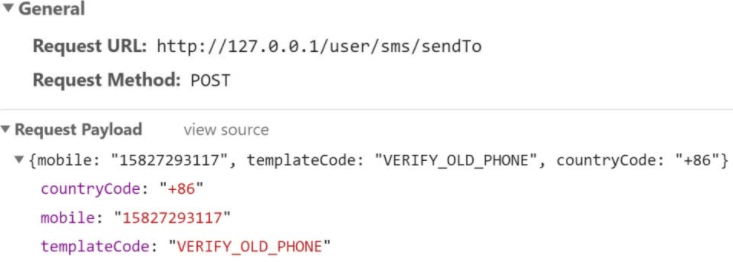 ▼ General
Request URL: http://127.0.0.1/user/sms/sendTo
Request Method: POST
▼ Request Payload view source
▼ {mobile: "15827293117", templateCode: "VERIFY_OLD_PHONE", countryCode: "+86"}
countryCode: "+86"
mobile: "15827293117"
templateCode: "VERIFY_OLD_PHONE"